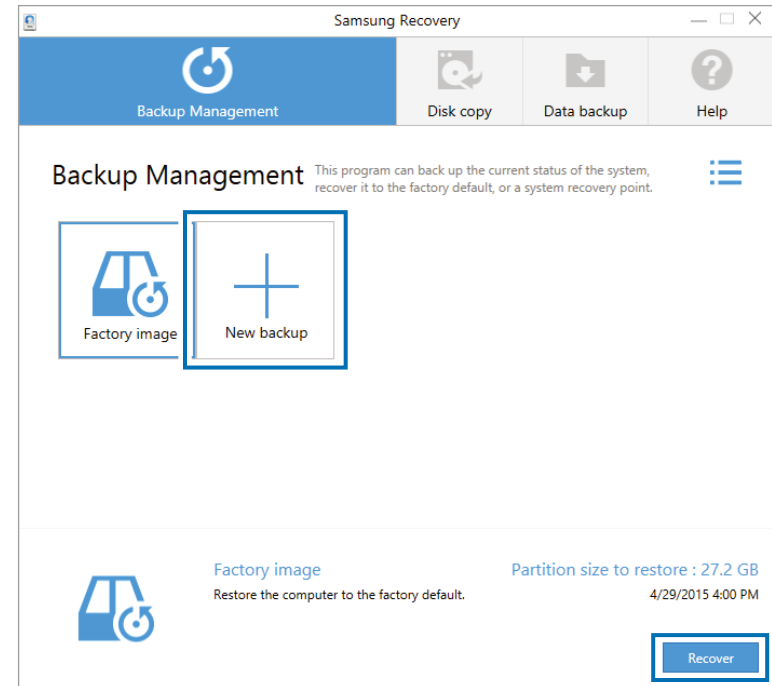 Samsung Recovery
Backup Management
Disk copy
Data backup
Help
Backup Management
This program can back up the current status of the system,
recover it to the factory default, or a system recovery point.
Factory image
New backup
Factory image
Partition size to restore : 27.2 GB
Restore the computer to the factory default.
4/29/2015 4:00 PM
Recover